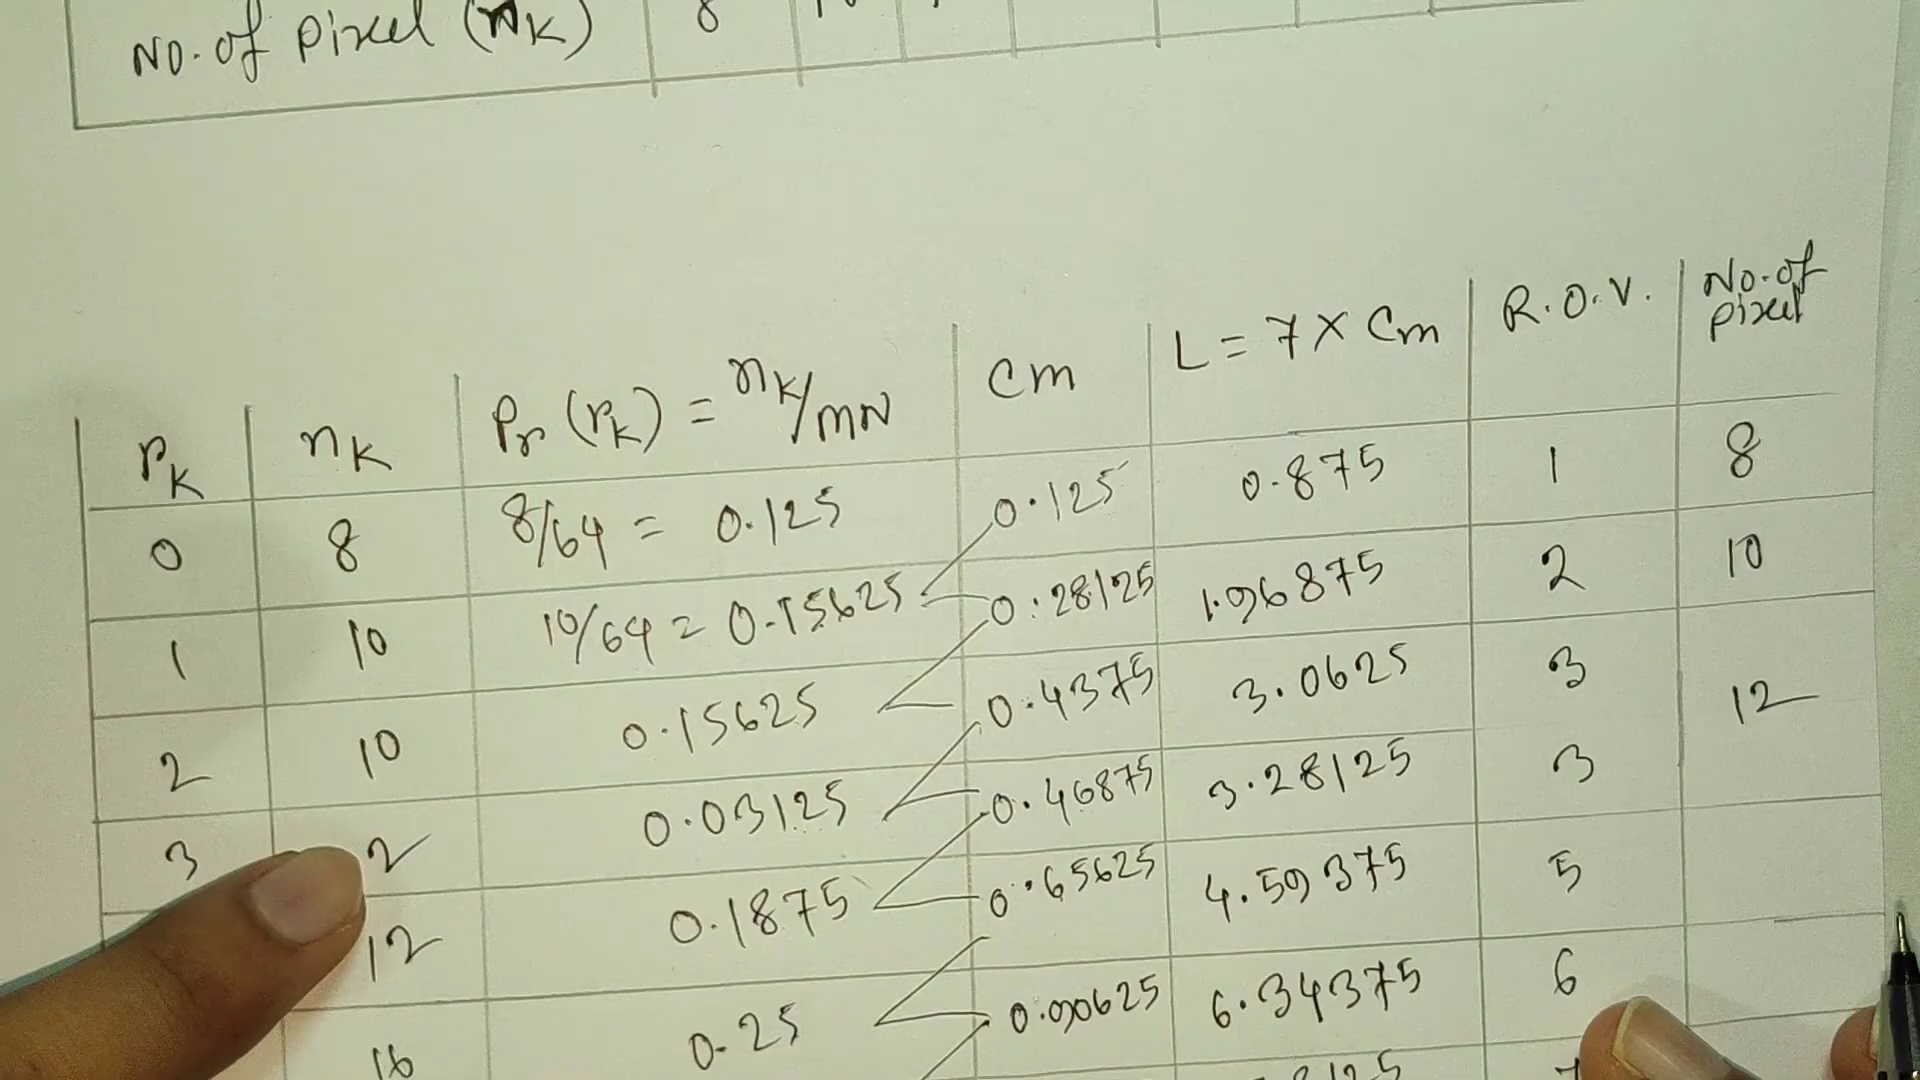 No. of pixel (nK) 8
rK nK Pr (rK) = nK/MN Cm L = 7 x Cm R.O.V. No. of pixel
0 8 8/64 = 0.125 0.125 0.875 1 8
1 10 10/64 = 0.15625 0.28125 1.96875 2 10
2 10 0.15625 0.4375 3.0625 3 12
3 2 0.03125 0.46875 3.28125 3
12 0.1875 0.65625 4.59375 5
16 0.25 0.90625 6.34375 6